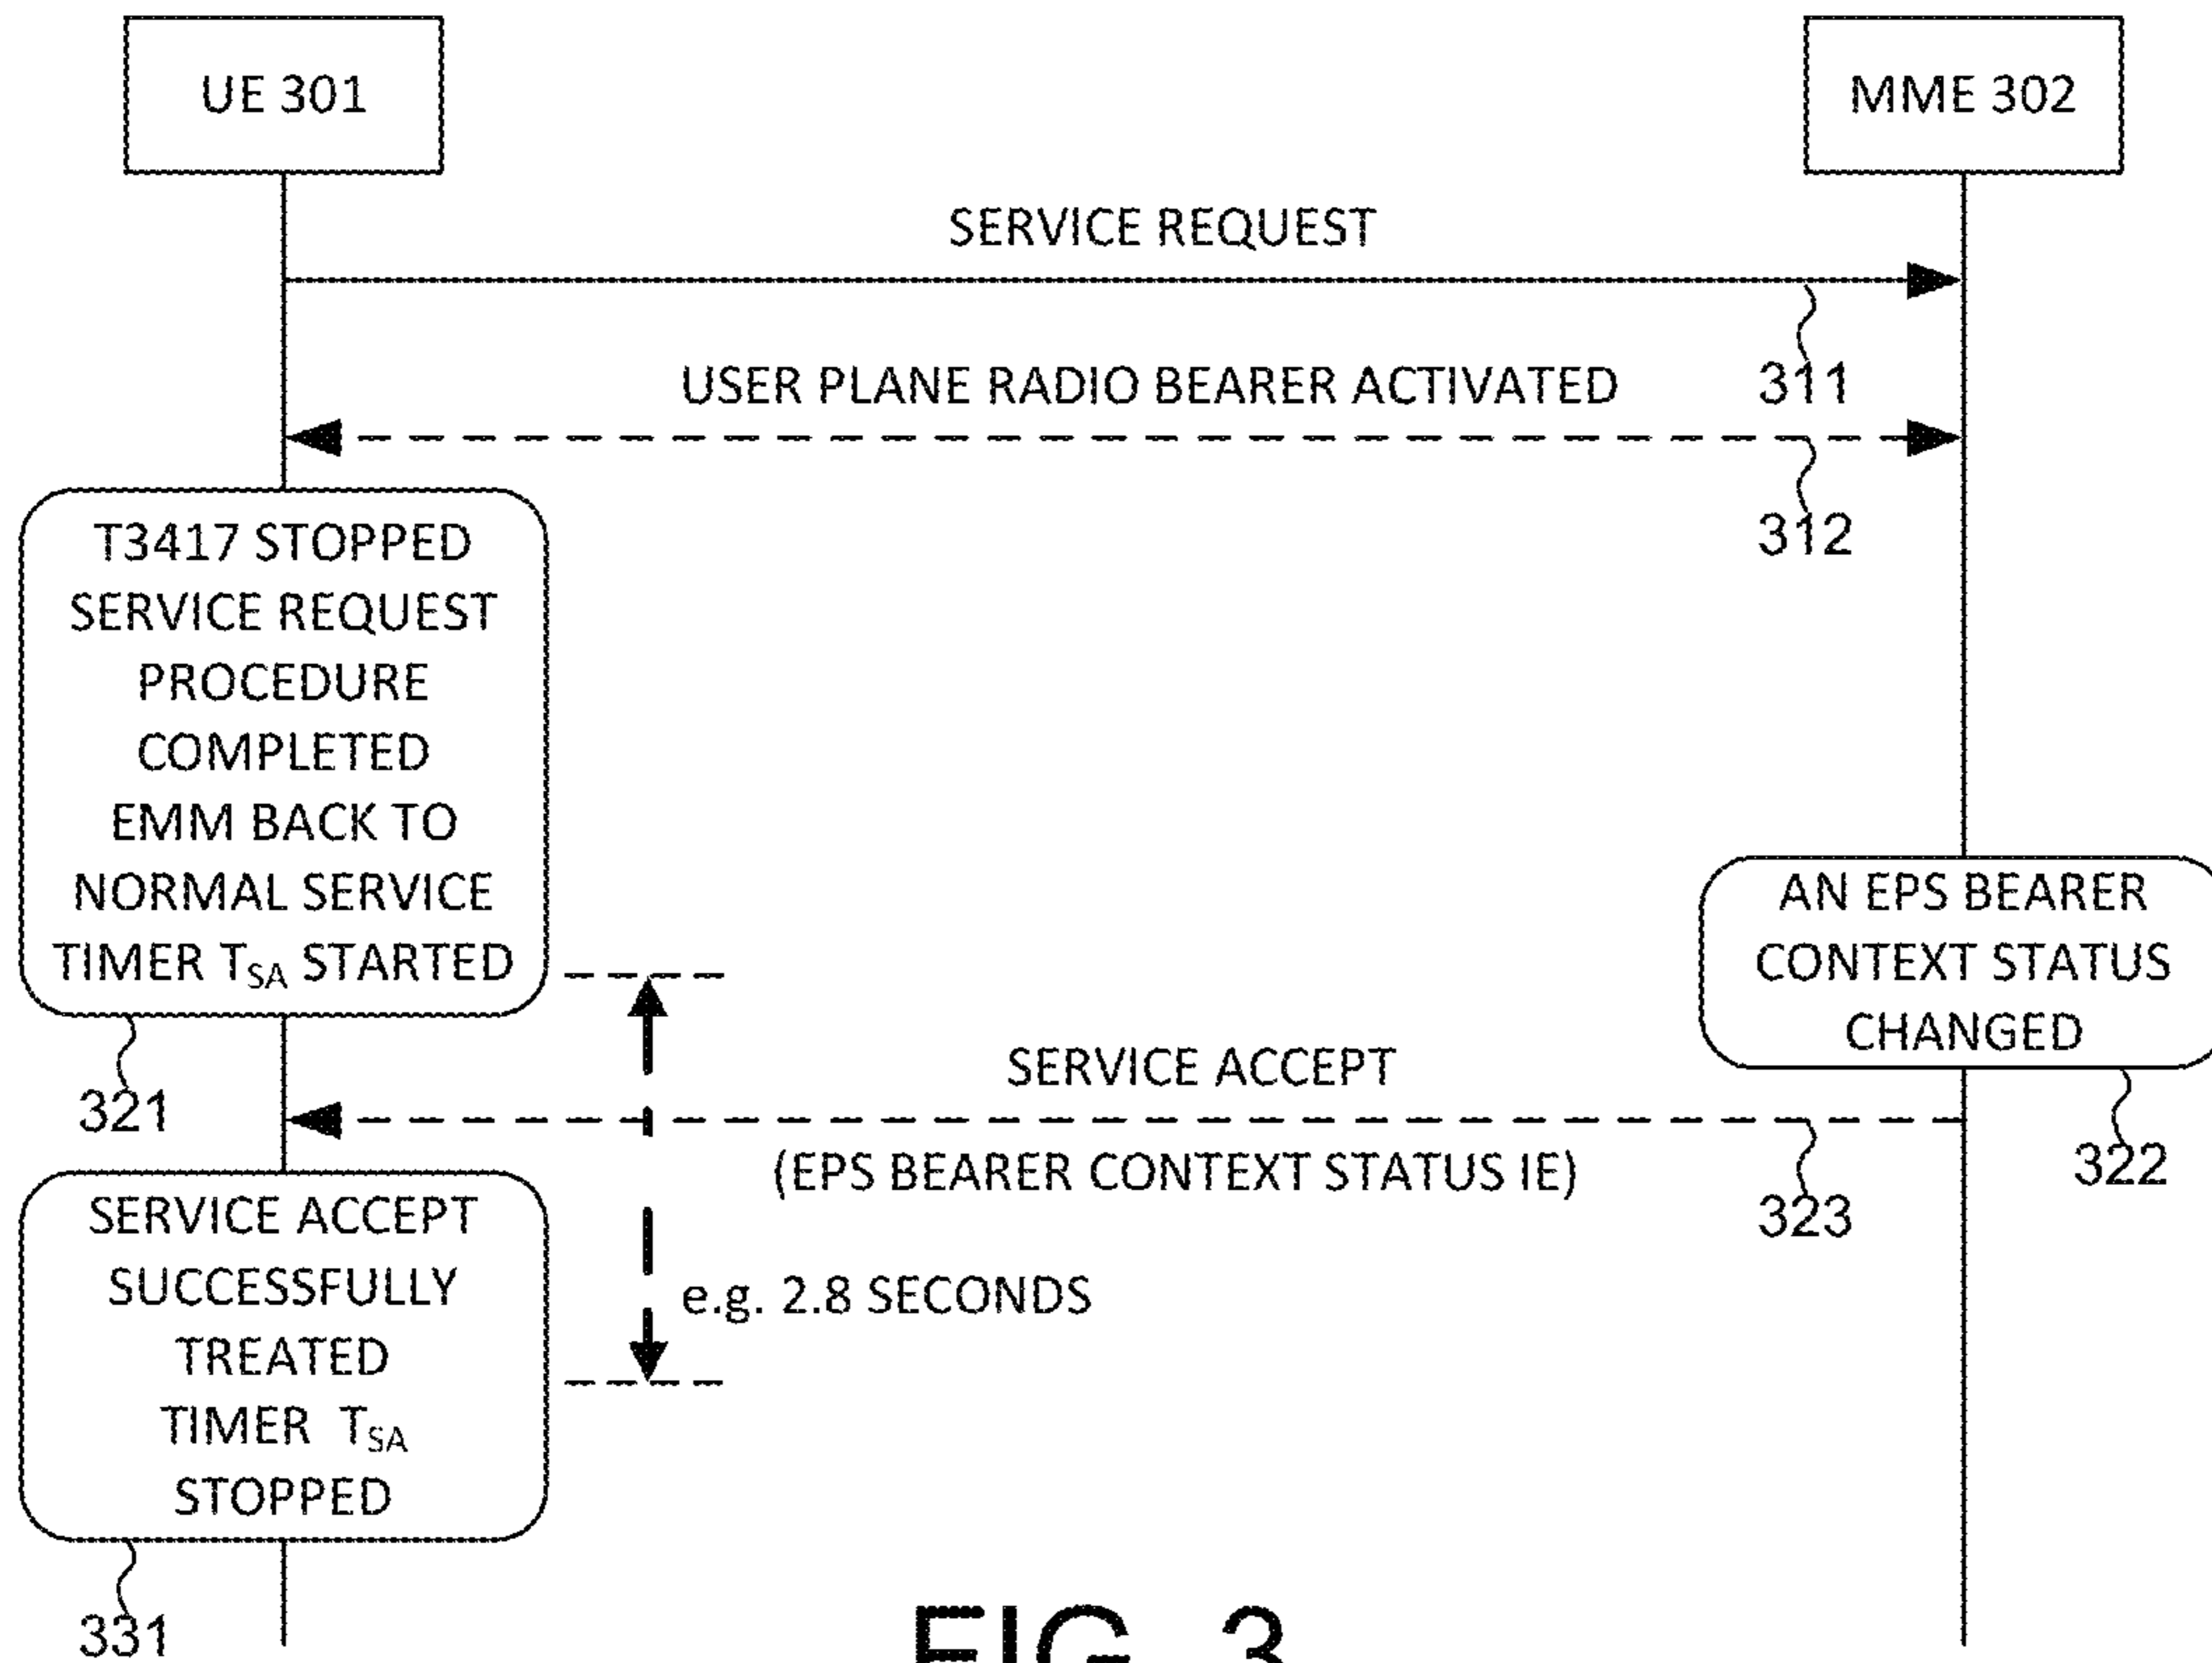 UE 301
MME 302
SERVICE REQUEST
311
USER PLANE RADIO BEARER ACTIVATED
312
T3417 STOPPED
SERVICE REQUEST
PROCEDURE
COMPLETED
EMM BACK TO
NORMAL SERVICE
TIMER TSA STARTED
321
AN EPS BEARER
CONTEXT STATUS
CHANGED
322
SERVICE ACCEPT
(EPS BEARER CONTEXT STATUS IE)
323
e.g. 2.8 SECONDS
SERVICE ACCEPT
SUCCESSFULLY
TREATED
TIMER TSA
STOPPED
331
FIG. 3